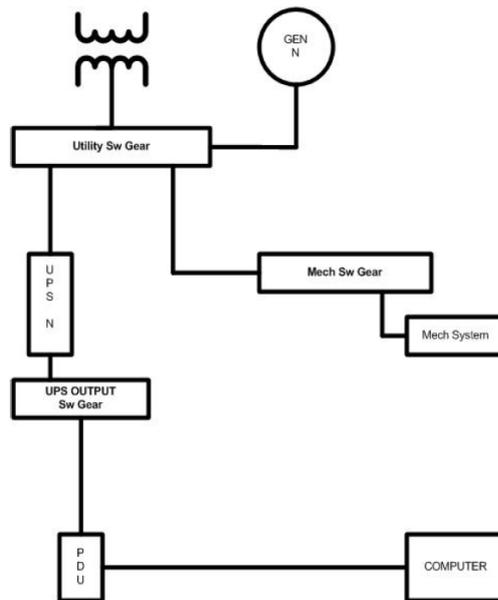 GEN
N
Utility Sw Gear
U
P
S
N
Mech Sw Gear
Mech System
UPS OUTPUT
Sw Gear
P
D
U
COMPUTER